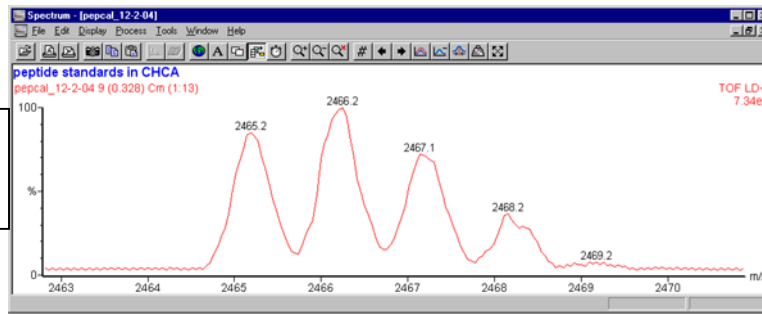 Spectrum - [pepcal_12-2-04]
File Edit Display Process Tools Window Help
A #
peptide standards in CHCA
pepcal_12-2-04 9 (0.328) Cm (1:13)
TOF LD+
7.34e
100
%
0
2465.2
2466.2
2467.1
2468.2
2469.2
2463 2464 2465 2466 2467 2468 2469 2470
m/